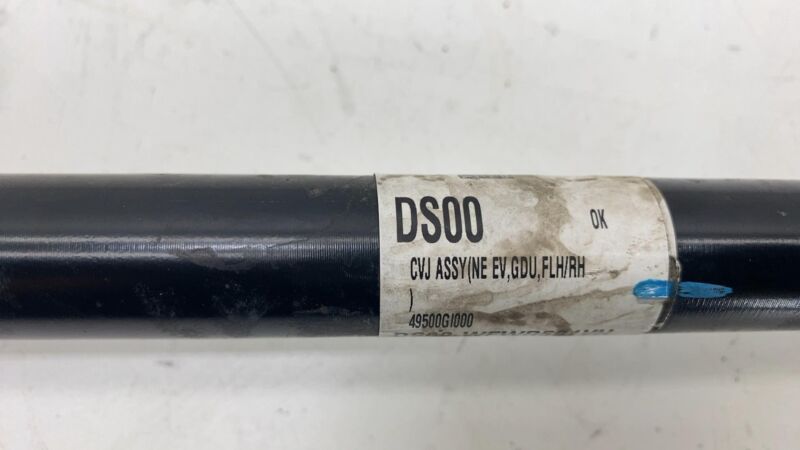 DS00 OK
CVJ ASSY(NE EV,GDU,FLH/RH
)
49500GI000